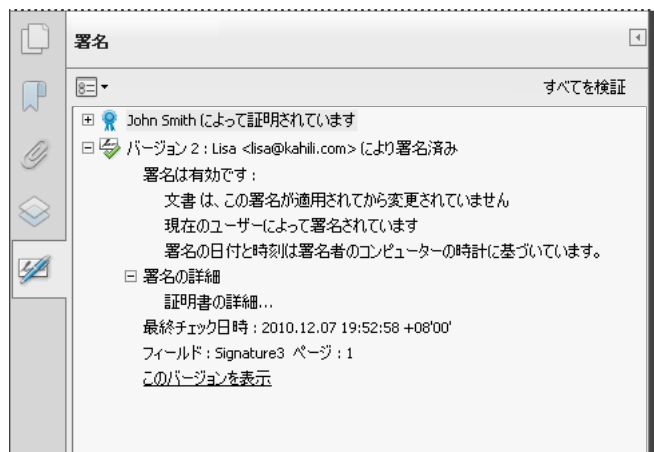 署名
すべてを検証
John Smith によって証明されています
バージョン 2 : Lisa <lisa@kahili.com> により署名済み
署名は有効です :
文書 は、この署名が適用されてから変更されていません
現在のユーザーによって署名されています
署名の日付と時刻は署名者のコンピューターの時計に基づいています。
署名の詳細
証明書の詳細...
最終チェック日時 : 2010.12.07 19:52:58 +08'00'
フィールド : Signature3 ページ : 1
このバージョンを表示